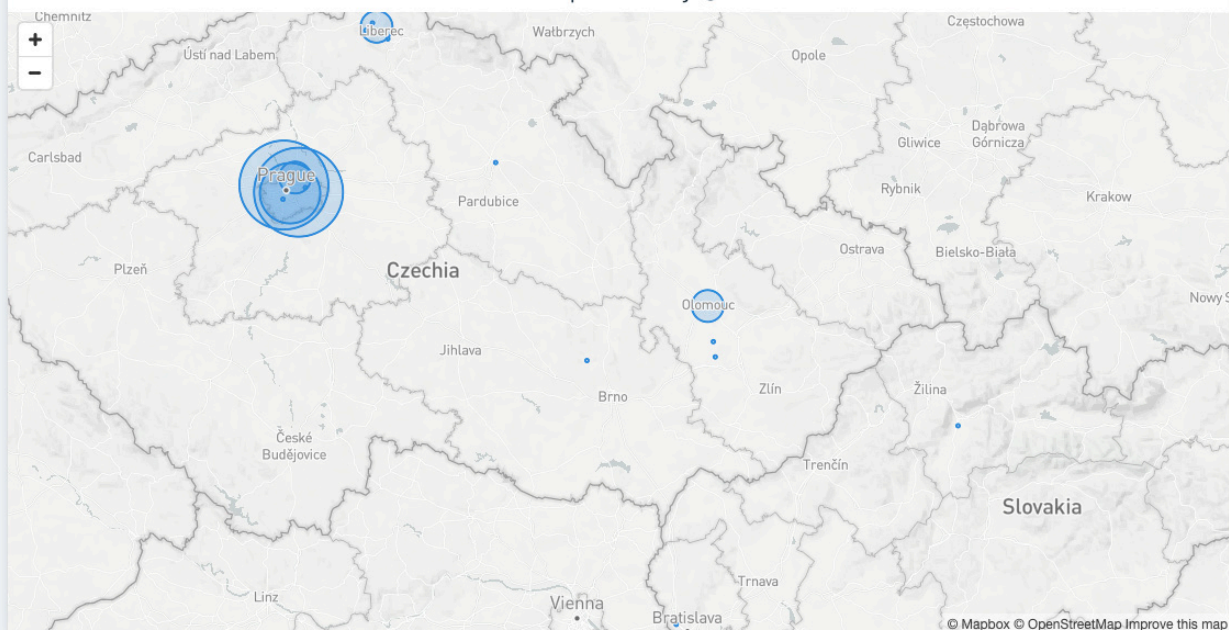 Chemnitz
Liberec
Wałbrzych
Częstochowa
+
−
Ústí nad Labem
Opole
Carlsbad
Prague
Gliwice
Dąbrowa
Górnicza
Pardubice
Rybnik
Krakow
Plzeň
Czechia
Ostrava
Bielsko-Biała
Olomouc
Jihlava
Brno
Zlín
Žilina
České
Budějovice
Trenčín
Slovakia
Linz
Vienna
Trnava
Bratislava
© Mapbox © OpenStreetMap Improve this map